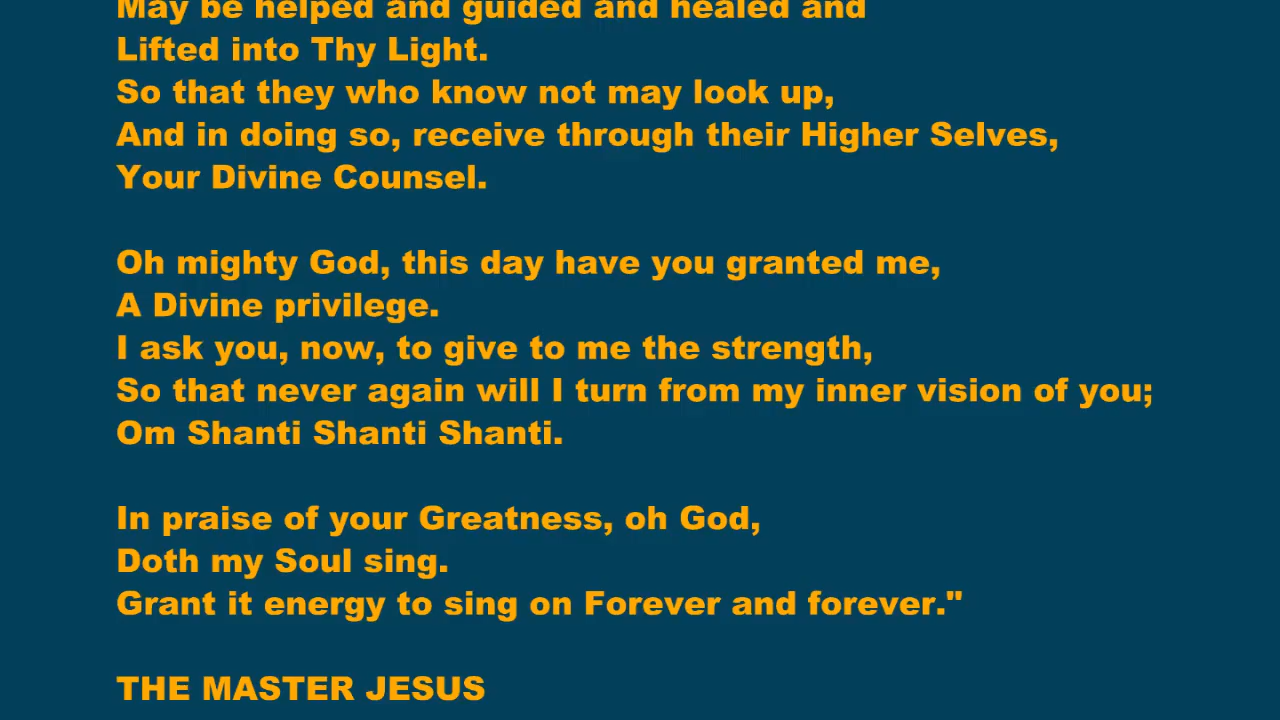 May be helped and guided and healed and
Lifted into Thy Light.
So that they who know not may look up,
And in doing so, receive through their Higher Selves,
Your Divine Counsel.
Oh mighty God, this day have you granted me,
A Divine privilege.
I ask you, now, to give to me the strength,
So that never again will I turn from my inner vision of you;
Om Shanti Shanti Shanti.
In praise of your Greatness, oh God,
Doth my Soul sing.
Grant it energy to sing on Forever and forever."
THE MASTER JESUS